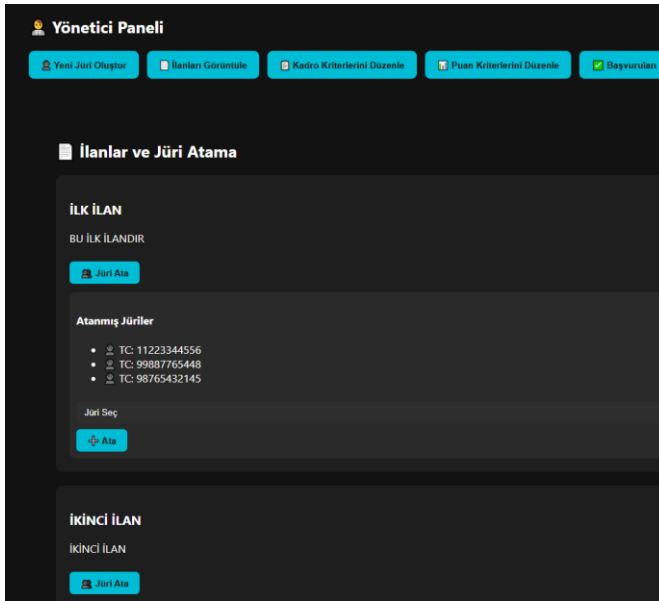 Yönetici Paneli
Yeni Jüri Oluştur
İlanları Görüntüle
Kadro Kriterlerini Düzenle
Puan Kriterlerini Düzenle
Başvuruları
İlanlar ve Jüri Atama
İLK İLAN
BU İLK İLANDIR
Jüri Ata
Atanmış Jüriler
TC: 11223344556
TC: 99887765448
TC: 98765432145
Jüri Seç
Ata
İKİNCİ İLAN
İKİNCİ İLAN
Jüri Ata